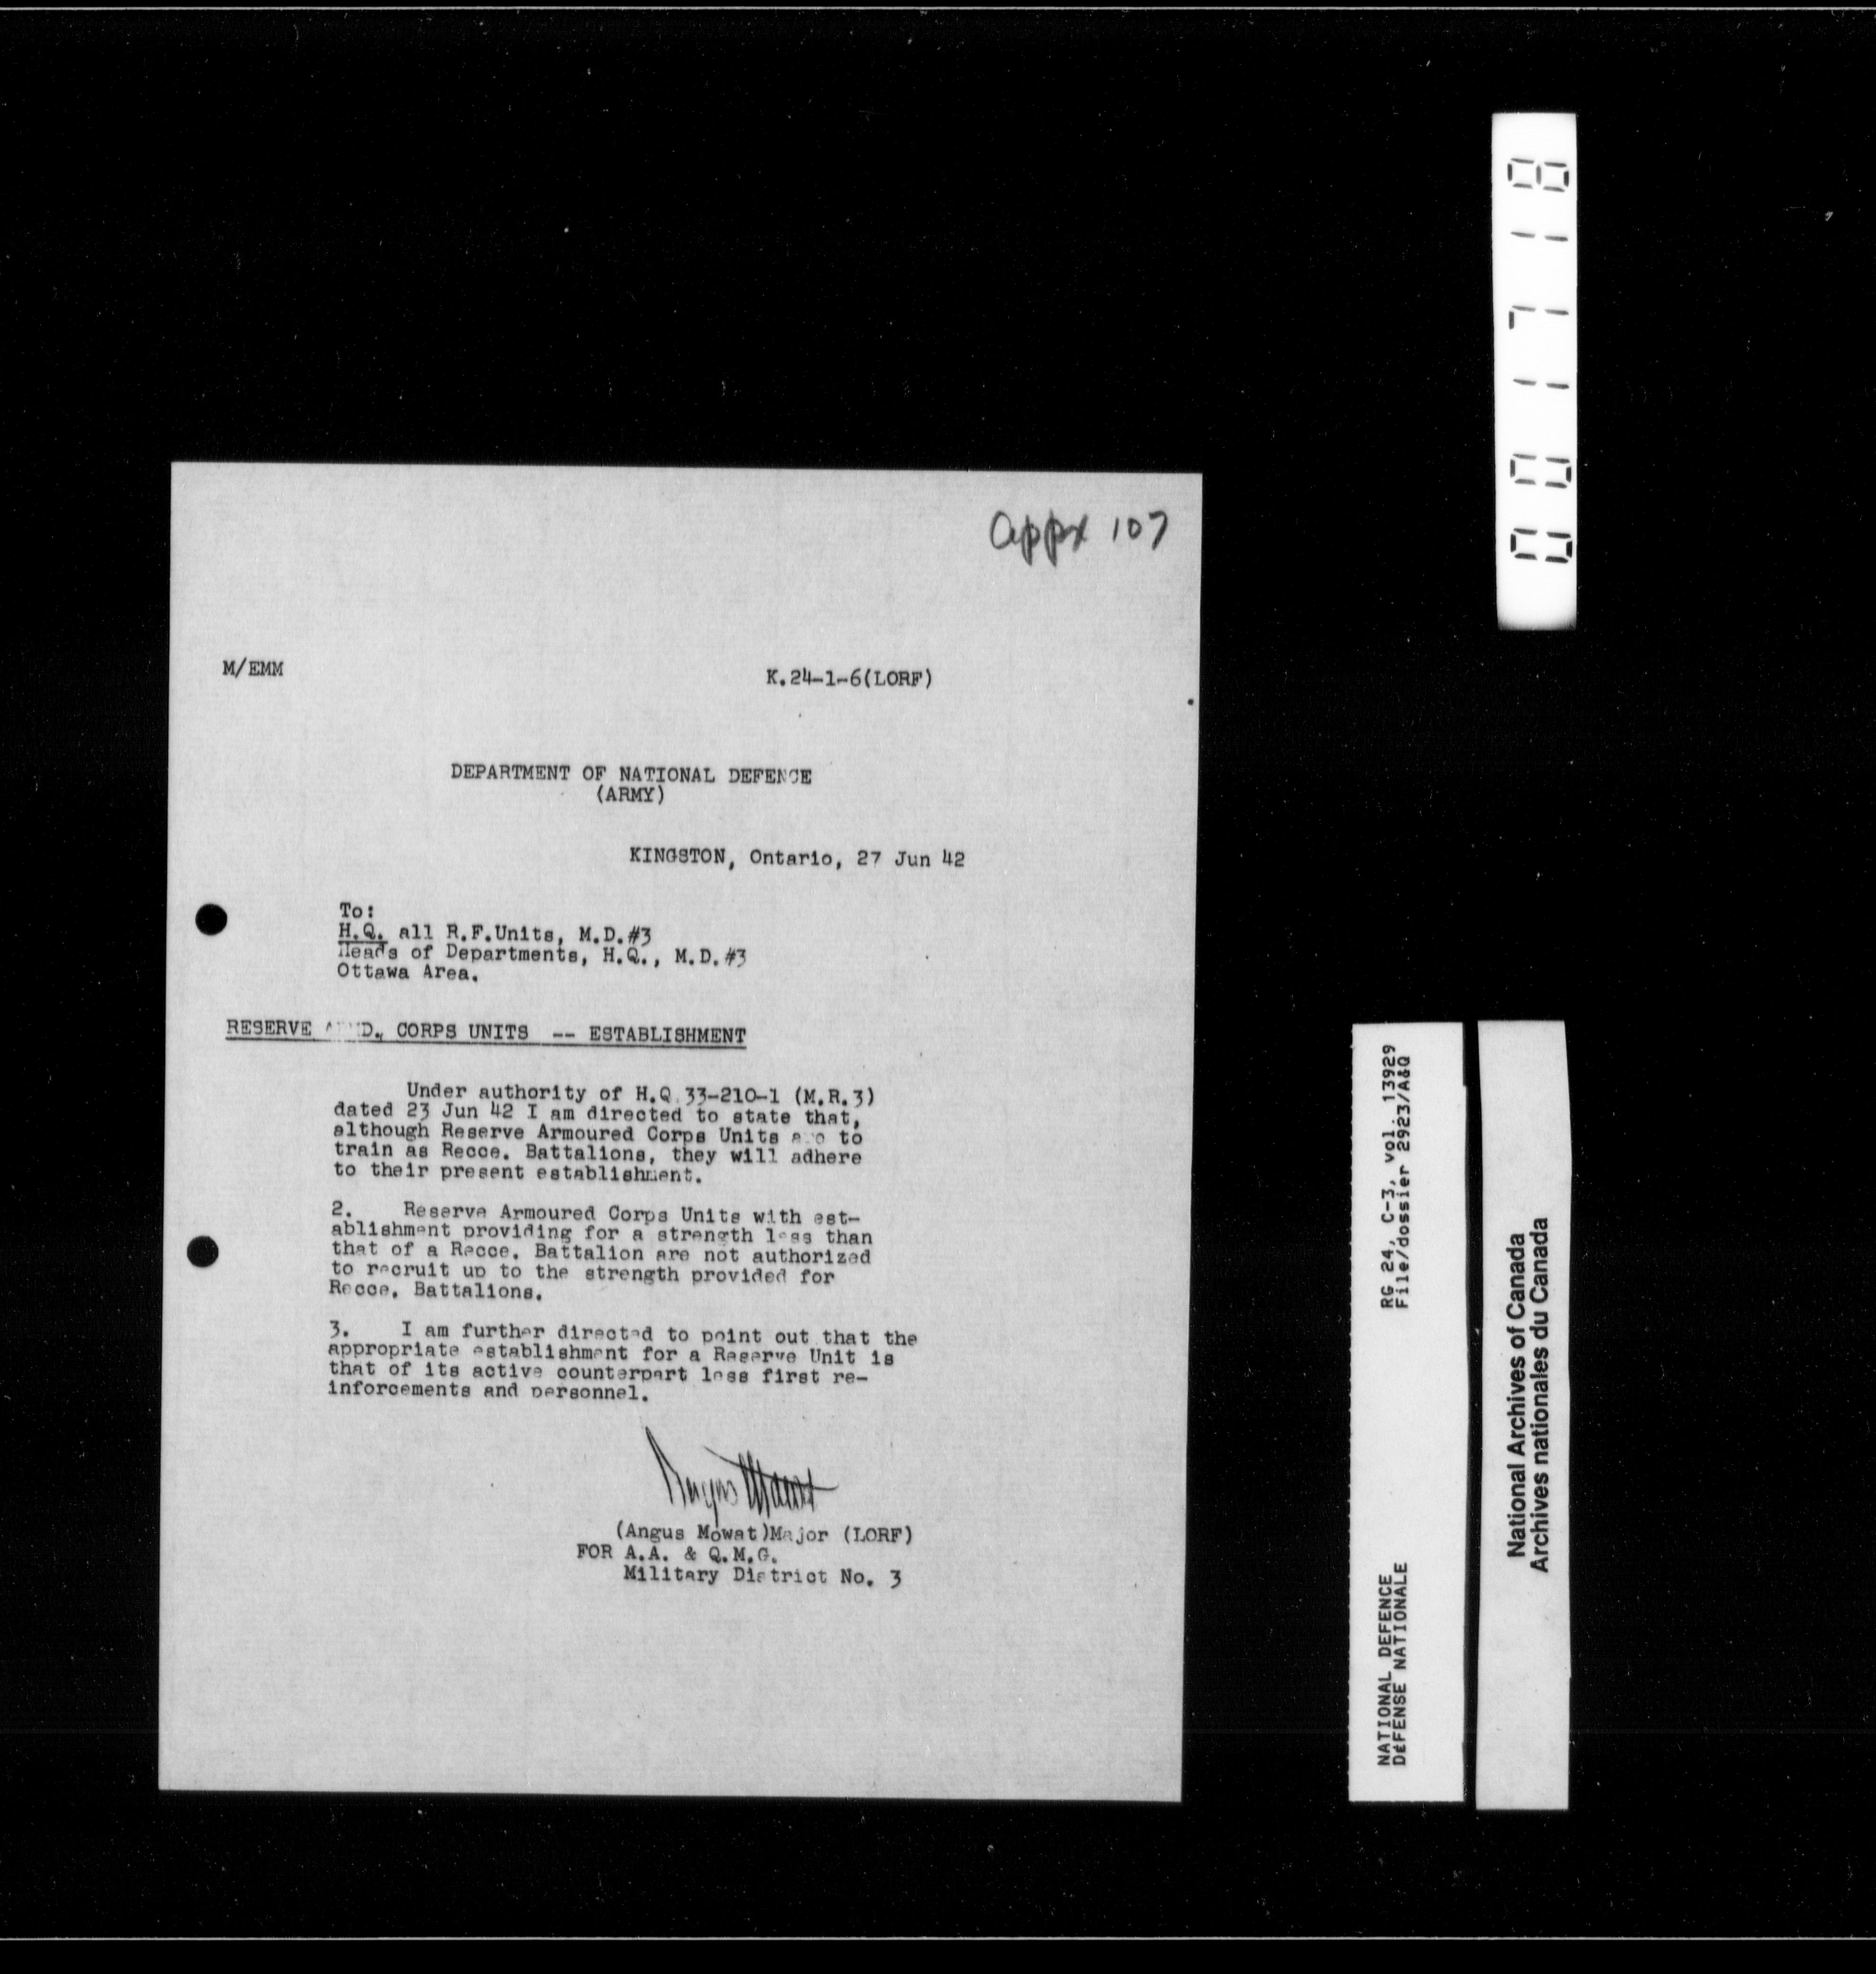 Appx 107
M/EMM
K.24-1-6(LORF)
DEPARTMENT OF NATIONAL DEFENCE
(ARMY)
KINGSTON, Ontario, 27 Jun 42
To:
H.Q. all R.F.Units, M.D.#3
Heads of Departments, H.Q., M.D.#3
Ottawa Area.
RESERVE CORPS UNITS -- ESTABLISHMENT
Under authority of H.Q 33-210-1 (M.R.3)
dated 23 Jun 42 I am directed to state that,
although Reserve Armoured Corps Units are to
train as Recce. Battalions, they will adhere
to their present establishment.
2. Reserve Armoured Corps Units with est-
ablishment providing for a strength less than
that of a Recce. Battalion are not authorized
to recruit up to the strength provided for
Recce. Battalions.
3. I am further directed to point out that the
appropriate establishment for a Reserve Unit is
that of its active counterpart less first re-
inforcements and personnel.
Angus Mowat
(Angus Mowat)Major (LORF)
FOR A.A. & Q.M.G.
Military District No. 3
001718
RG 24, C-3, vol. 13929
File/dossier 2923/A&Q
NATIONAL DEFENCE
DÉFENSE NATIONALE
National Archives of Canada
Archives nationales du Canada